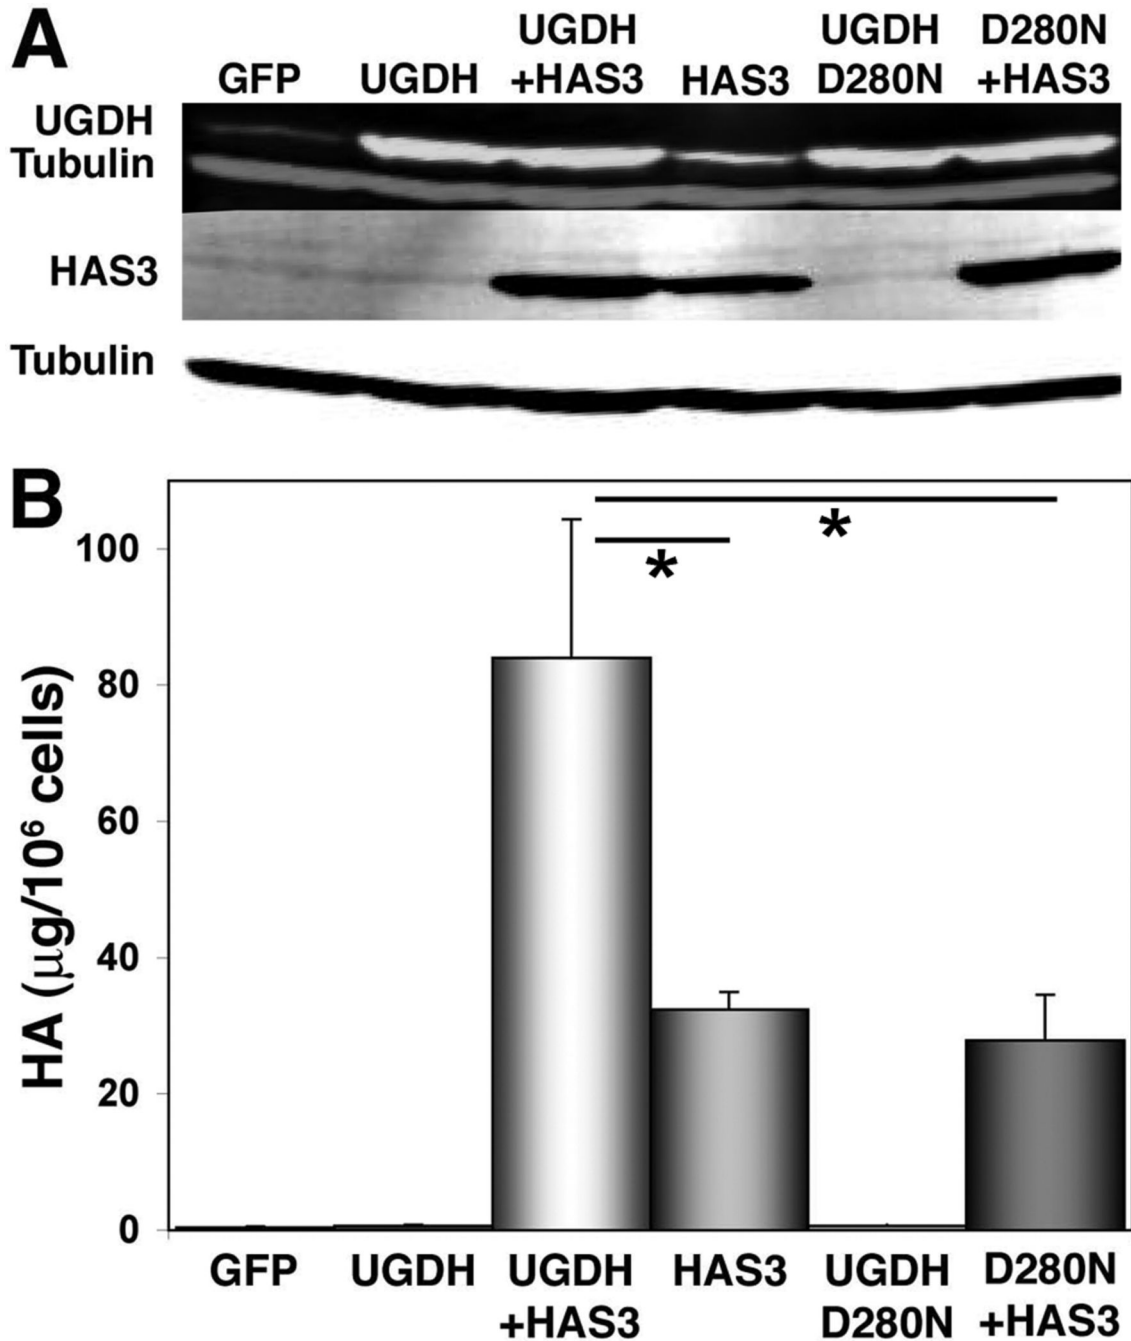 A
GFP
UGDH
UGDH
+HAS3
HAS3
UGDH
D280N
D280N
+HAS3
UGDH
Tubulin
HAS3
Tubulin
B
HA (μg/10⁶ cells)
100
80
60
40
20
0
*
*
GFP
UGDH
UGDH
+HAS3
HAS3
UGDH
D280N
D280N
+HAS3